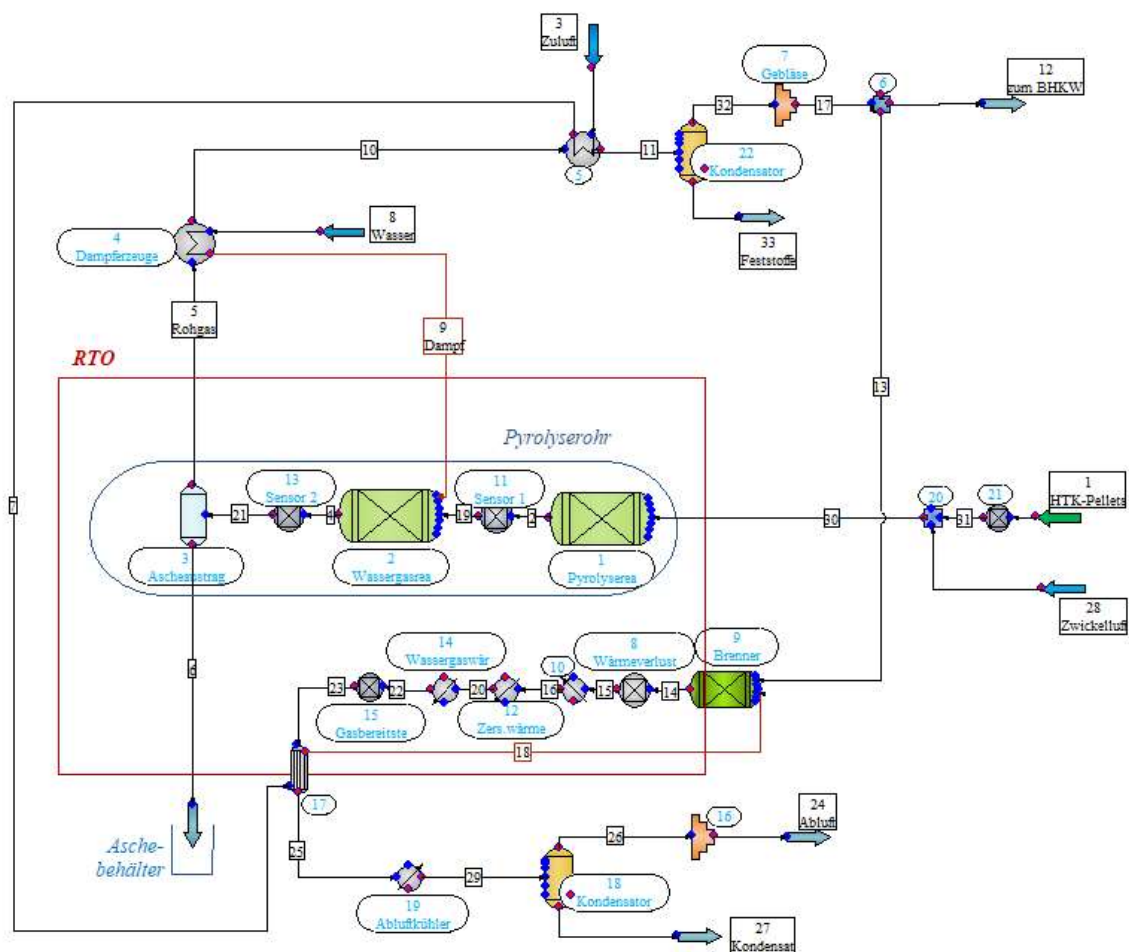 3
Zuluft
7
Gebläse
12
zum BHKW
6
32
17
10
5
11
22
Kondensator
8
Wasser
4
Dampferzeuge
33
Feststoffe
5
Rohgas
9
Dampf
RTO
13
7
Pyrolyserohr
13
Sensor 2
11
Sensor 1
1
HTK-Pellets
20
21
21
4
19
2
30
31
3
Ascheaustrag
2
Wassergasrea
1
Pyrolyserea
28
Zwickelluft
14
Wassergaswär
8
Wärmeverlust
9
Brenner
10
6
23
22
20
16
15
14
15
Gasbereitste
12
Zers.wärme
18
17
24
Abluft
16
26
Asche-
behälter
25
29
19
Abluftkühler
18
Kondensator
27
Kondensat